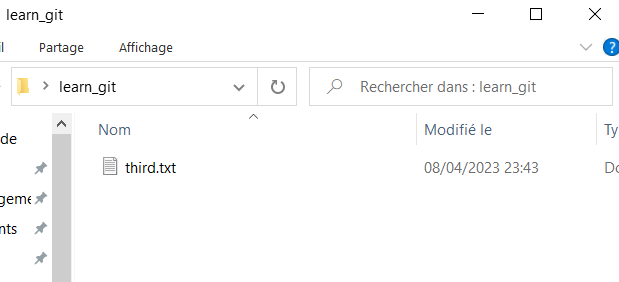 learn_git
Partage Affichage
learn_git
Rechercher dans : learn_git
Nom Modifié le
third.txt 08/04/2023 23:43